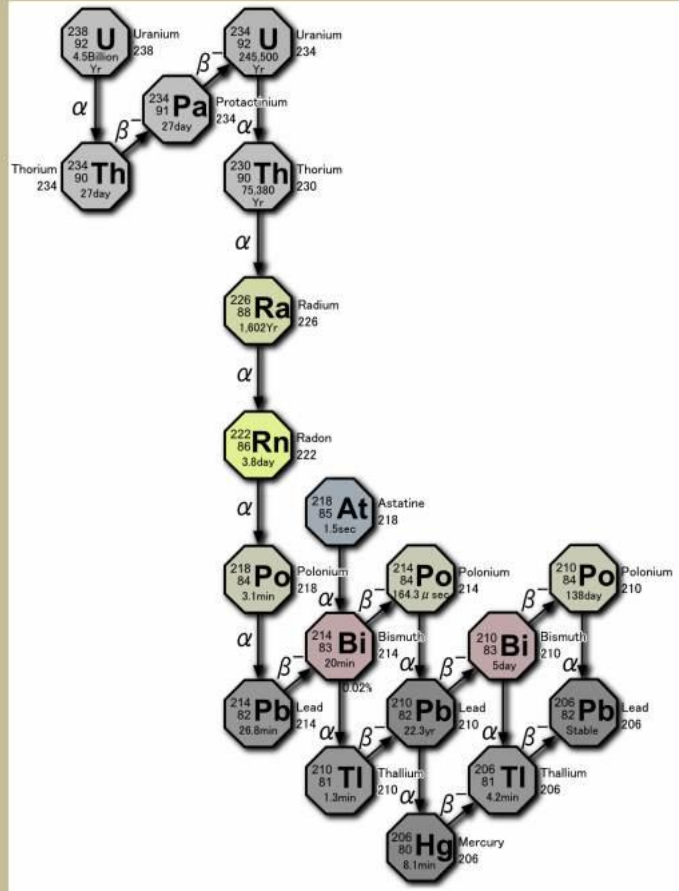 238
92 U
4.5Billion
Yr
Uranium
238
234
92 U
245,500
Yr
Uranium
234
α
β−
234
91 Pa
27day
Protactinium
234
β−
α
Thorium
234
234
90 Th
27day
230
90 Th
75,380
Yr
Thorium
230
α
226
88 Ra
1,602Yr
Radium
226
α
222
86 Rn
3.8day
Radon
222
α
218
85 At
1.5sec
Astatine
218
218
84 Po
3.1min
Polonium
218
α
β−
214
84 Po
164.3 μ sec
Polonium
214
β−
210
84 Po
138day
Polonium
210
α
β−
214
83 Bi
20min
Bismuth
214
0.02%
α
β−
210
83 Bi
5day
Bismuth
210
α
214
82 Pb
26.8min
Lead
214
α
β−
210
82 Pb
22.3yr
Lead
210
α
β−
206
82 Pb
Stable
Lead
206
210
81 Tl
1.3min
Thallium
210
α
β−
206
81 Tl
4.2min
Thallium
206
206
80 Hg
8.1min
Mercury
206